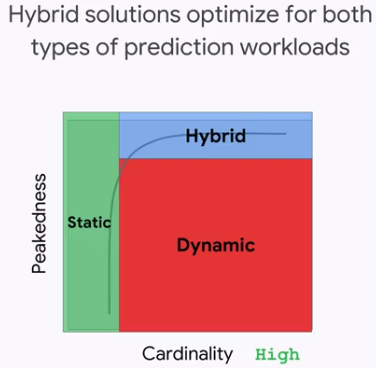 Hybrid solutions optimize for both
types of prediction workloads
Hybrid
Static
Dynamic
Peakedness
Cardinality High